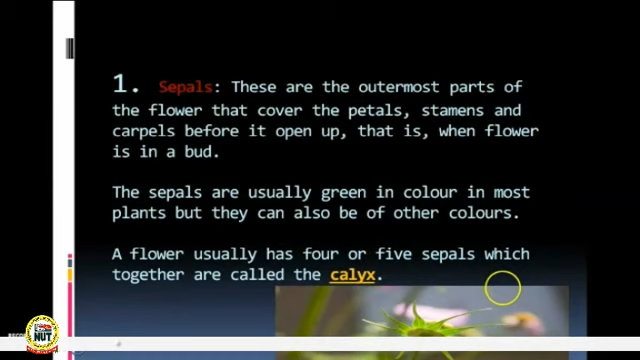 1. Sepals: These are the outermost parts of
the flower that cover the petals, stamens and
carpels before it open up, that is, when flower
is in a bud.
The sepals are usually green in colour in most
plants but they can also be of other colours.
A flower usually has four or five sepals which
together are called the calyx.
NUT